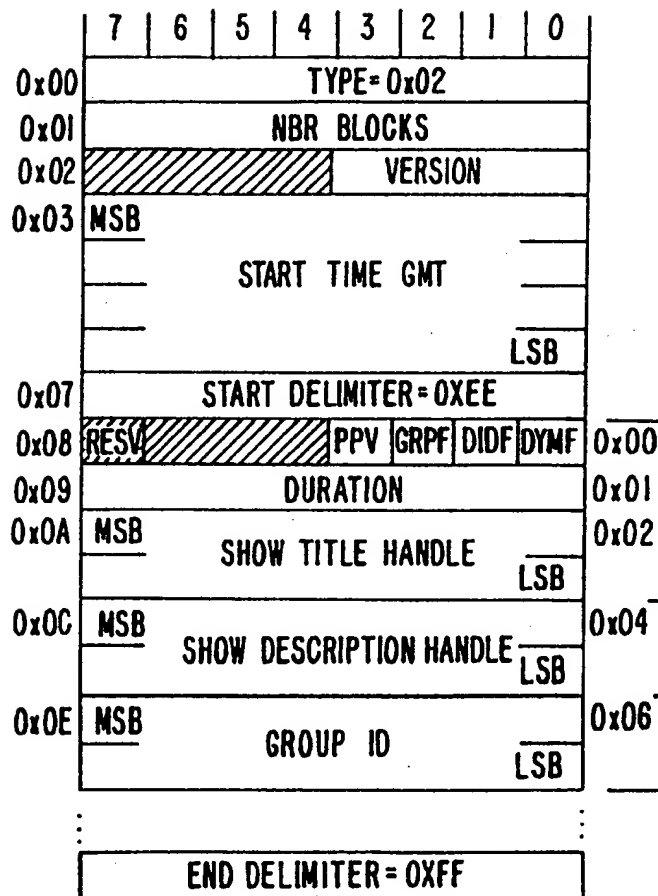 7 6 5 4 3 2 1 0
0x00 TYPE=0x02
0x01 NBR BLOCKS
0x02 VERSION
0x03 MSB
START TIME GMT
LSB
0x07 START DELIMITER=0XEE
0x08 RESV PPV GRPF DIDF DYMF 0x00
0x09 DURATION 0x01
0x0A MSB 0x02
SHOW TITLE HANDLE
LSB
0x0C MSB 0x04
SHOW DESCRIPTION HANDLE
LSB
0x0E MSB 0x06
GROUP ID
LSB
END DELIMITER=0XFF